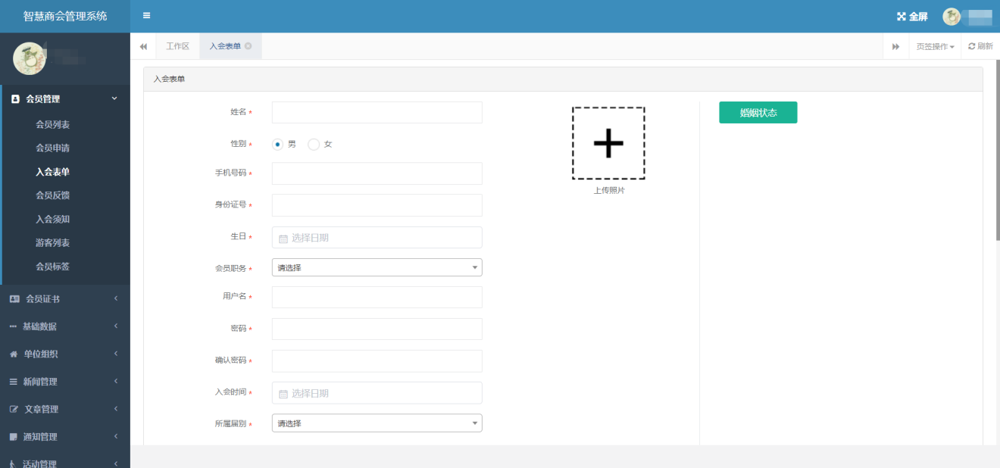 智慧商会管理系统
全屏
工作区
入会表单
页签操作
刷新
会员管理
会员列表
会员申请
入会表单
会员反馈
入会须知
游客列表
会员标签
会员证书
基础数据
单位组织
新闻管理
文章管理
通知管理
活动管理
入会表单
姓名 *
性别 * 男 女
手机号码 *
身份证号 *
生日 * 选择日期
会员职务 * 请选择
用户名 *
密码 *
确认密码 *
入会时间 * 选择日期
所属届别 * 请选择
上传照片
婚姻状态